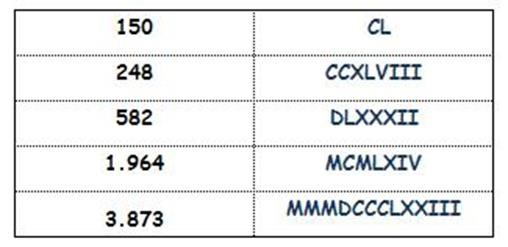 150 CL
248 CCXLVIII
582 DLXXXII
1.964 MCMLXIV
3.873 MMMDCCCLXXIII